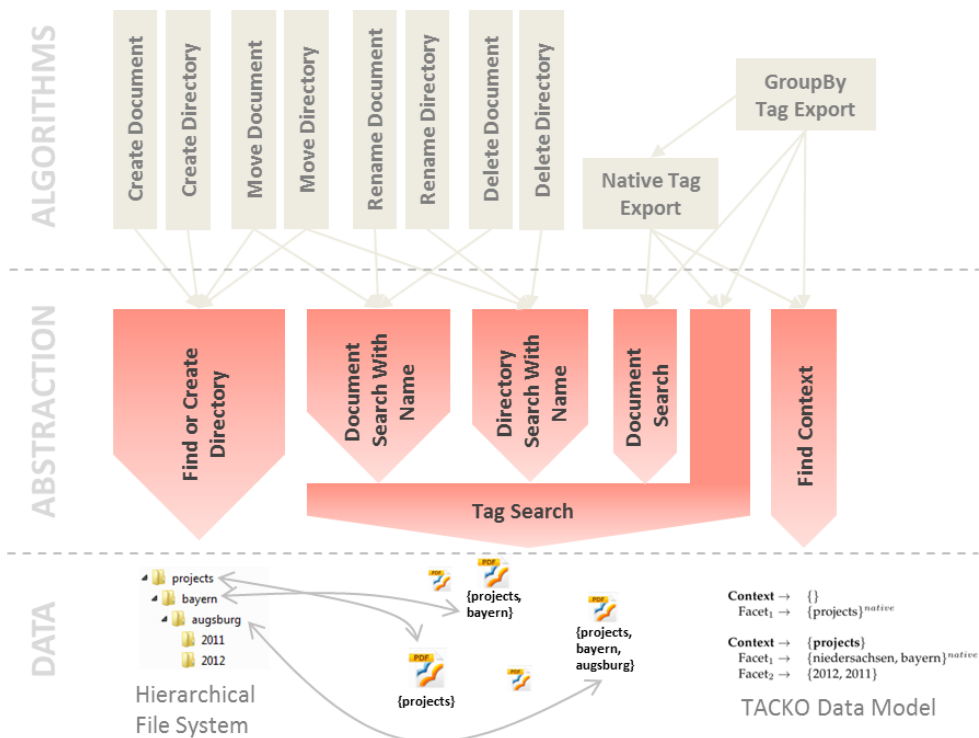 ALGORITHMS
Create Document
Create Directory
Move Document
Move Directory
Rename Document
Rename Directory
Delete Document
Delete Directory
Native Tag
Export
GroupBy
Tag Export
ABSTRACTION
Find or Create
Directory
Document
Search With
Name
Directory
Search With
Name
Document
Search
Tag Search
Find Context
DATA
projects
bayern
augsburg
2011
2012
Hierarchical
File System
PDF
PDF
{projects,
bayern}
PDF
{projects}
PDF
PDF
{projects,
bayern,
augsburg}
Context → {}
Facet₁ → {projects}ⁿᵃᵗⁱᵛᵉ
Context → {projects}
Facet₁ → {niedersachsen, bayern}ⁿᵃᵗⁱᵛᵉ
Facet₂ → {2012, 2011}
TACKO Data Model